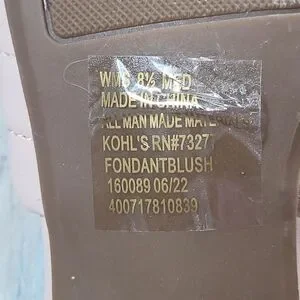 WMS 8½ MED
MADE IN CHINA
ALL MAN MADE MATERIALS
KOHL'S RN#73277
FONDANTBLUSH
160089 06/22
400717810839